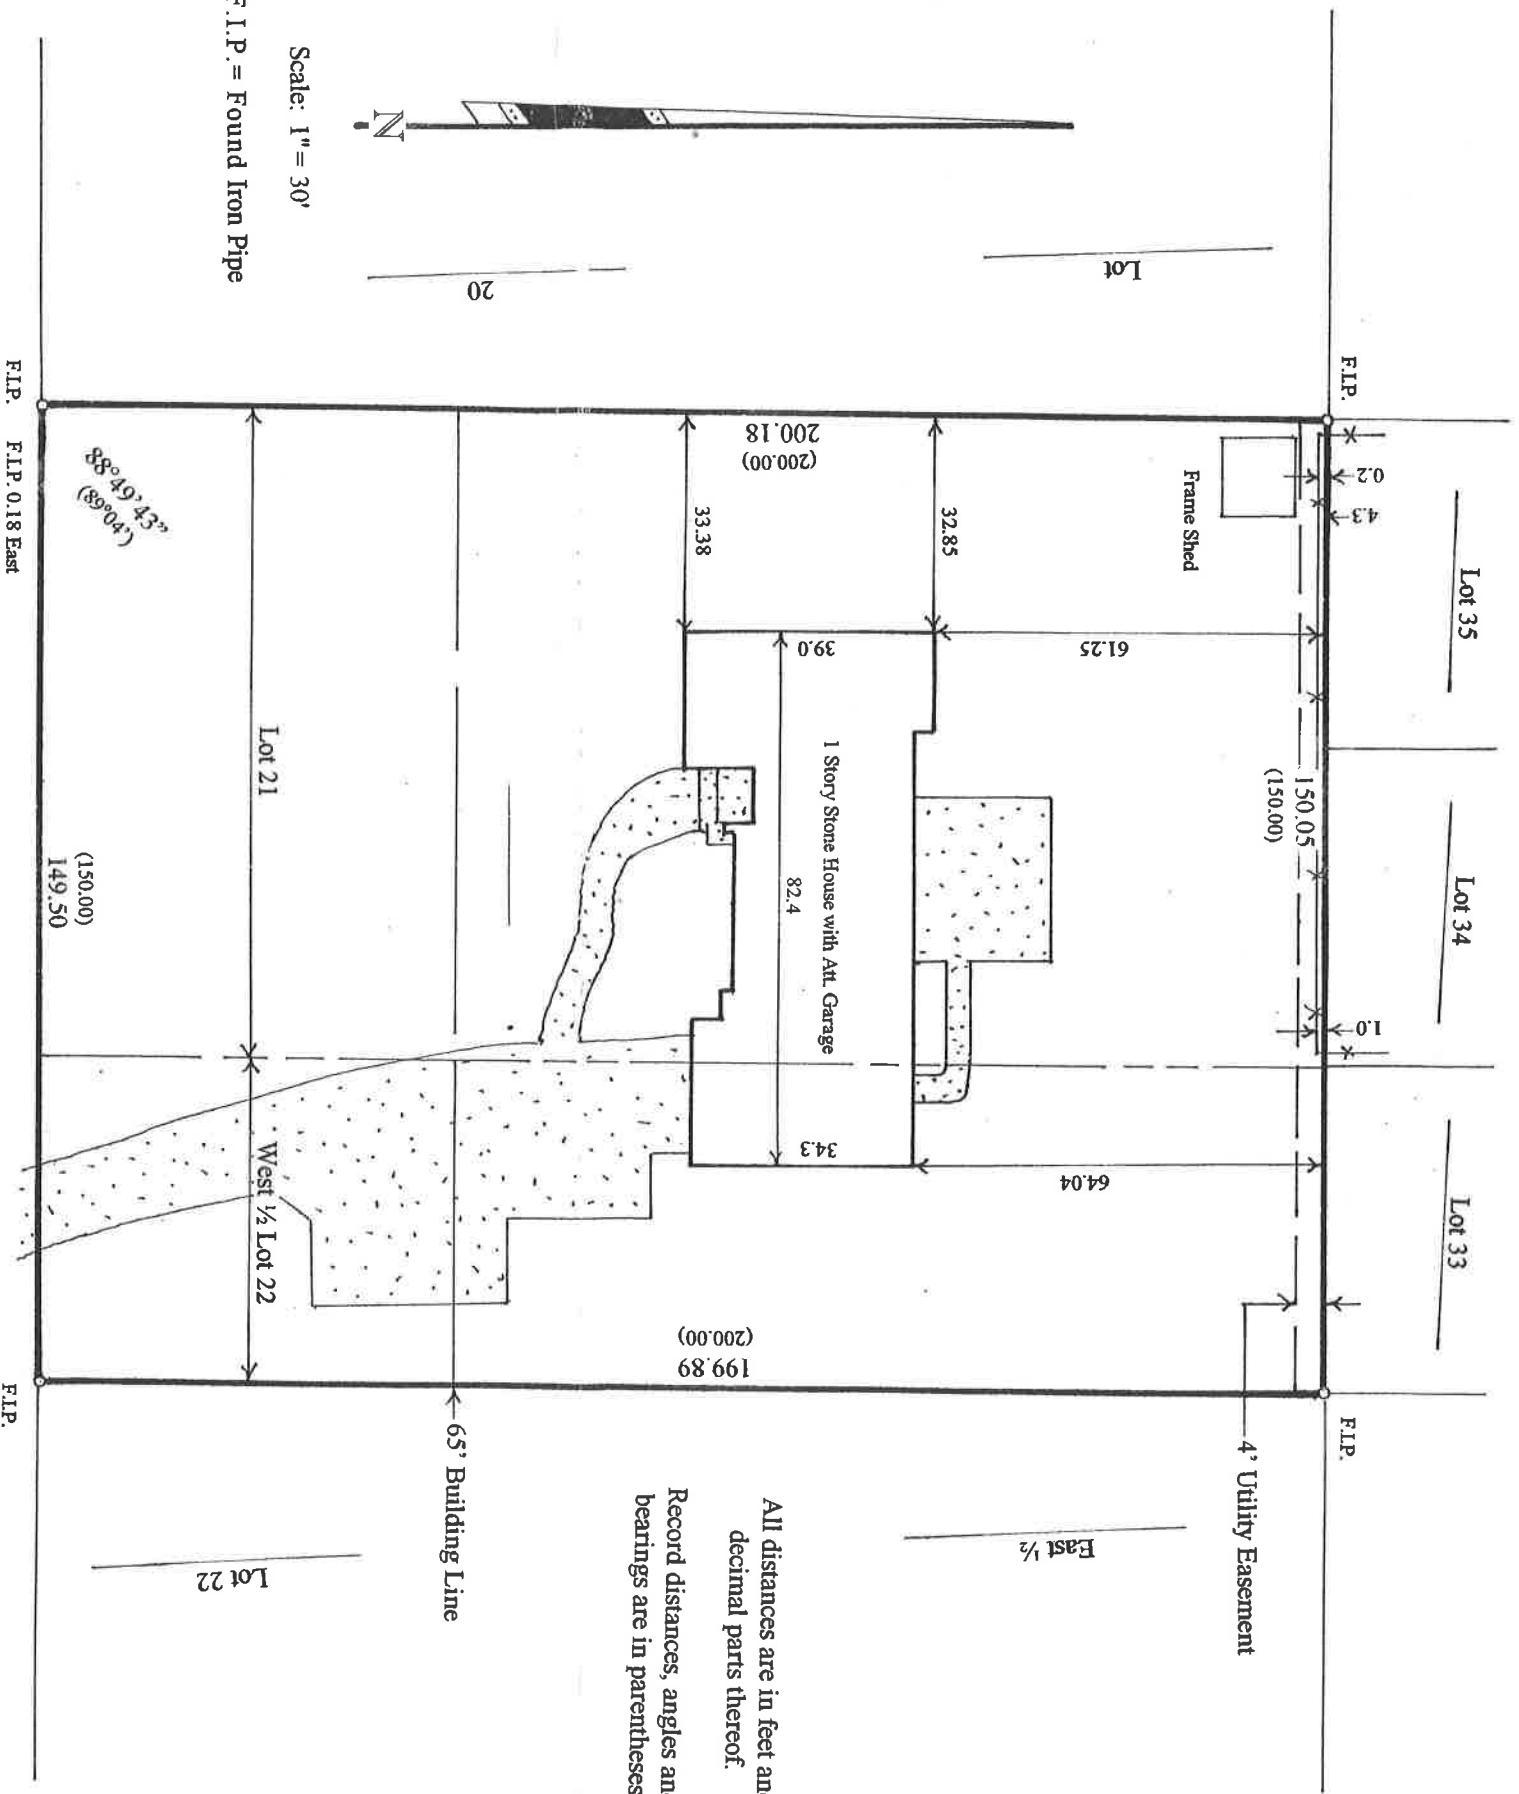 F.I.P.
F.I.P.
Lot 35
Lot 34
Lot 33
0.2
4.3
1.0
150.05
(150.00)
4' Utility Easement
Frame Shed
Lot
20
East ½
Lot 22
61.25
64.04
32.85
33.38
200.18
(200.00)
39.0
1 Story Stone House with Att. Garage
82.4
34.3
199.89
(200.00)
65' Building Line
Lot 21
West ½ Lot 22
88°49'43"
(89°04')
(150.00)
149.50
F.I.P.
F.I.P. 0.18 East
F.I.P.
N
Scale: 1" = 30'
F.I.P. = Found Iron Pipe
All distances are in feet an
decimal parts thereof.
Record distances, angles an
bearings are in parentheses